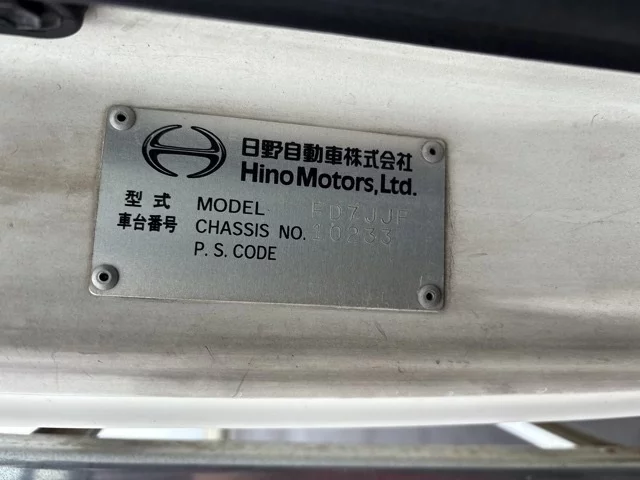 日野自動車株式会社
Hino Motors, Ltd.
型式 MODEL FD7JJF
車台番号 CHASSIS NO. 10233
P. S. CODE